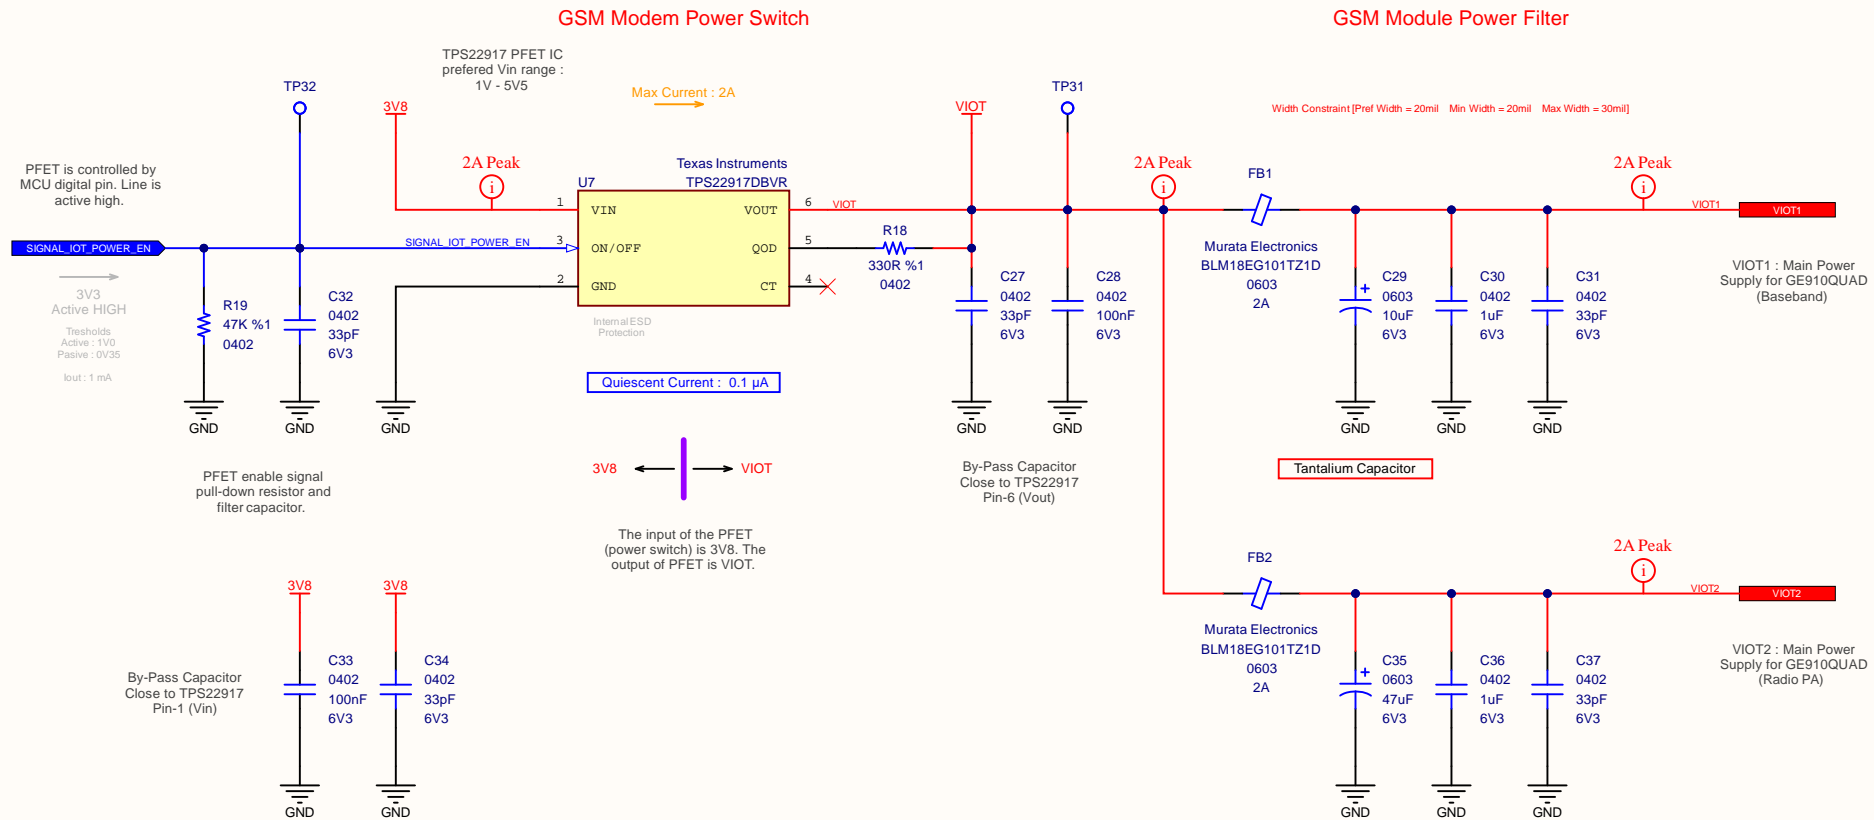 GSM Modem Power Switch
GSM Module Power Filter
TPS22917 PFET IC
prefered Vin range :
1V - 5V5
Max Current : 2A
TP32
3V8
VIOT
TP31
Width Constraint [Pref Width = 20mil    Min Width = 20mil    Max Width = 30mil]
PFET is controlled by
MCU digital pin. Line is
active high.
2A Peak
i
Texas Instruments
TPS22917DBVR
U7
1
VIN
VOUT
6
VIOT
2A Peak
i
FB1
2A Peak
i
VIOT1
VIOT1
SIGNAL_IOT_POWER_EN
SIGNAL_IOT_POWER_EN
3
ON/OFF
QOD
5
R18
330R %1
0402
2
GND
CT
4
Murata Electronics
BLM18EG101TZ1D
0603
2A
3V3
Active HIGH
Tresholds
Active : 1V0
Pasive : 0V35
Iout : 1 mA
R19
47K %1
0402
C32
0402
33pF
6V3
Internal ESD
Protection
C27
0402
33pF
6V3
C28
0402
100nF
6V3
C29
0603
10uF
6V3
C30
0402
1uF
6V3
C31
0402
33pF
6V3
VIOT1 : Main Power
Supply for GE910QUAD
(Baseband)
Quiescent Current :  0.1 µA
GND
GND
GND
GND
GND
GND
GND
GND
PFET enable signal
pull-down resistor and
filter capacitor.
3V8
VIOT
By-Pass Capacitor
Close to TPS22917
Pin-6 (Vout)
Tantalium Capacitor
The input of the PFET
(power switch) is 3V8. The
output of PFET is VIOT.
3V8
3V8
FB2
2A Peak
i
VIOT2
VIOT2
Murata Electronics
BLM18EG101TZ1D
0603
2A
By-Pass Capacitor
Close to TPS22917
Pin-1 (Vin)
C33
0402
100nF
6V3
C34
0402
33pF
6V3
C35
0603
47uF
6V3
C36
0402
1uF
6V3
C37
0402
33pF
6V3
VIOT2 : Main Power
Supply for GE910QUAD
(Radio PA)
GND
GND
GND
GND
GND